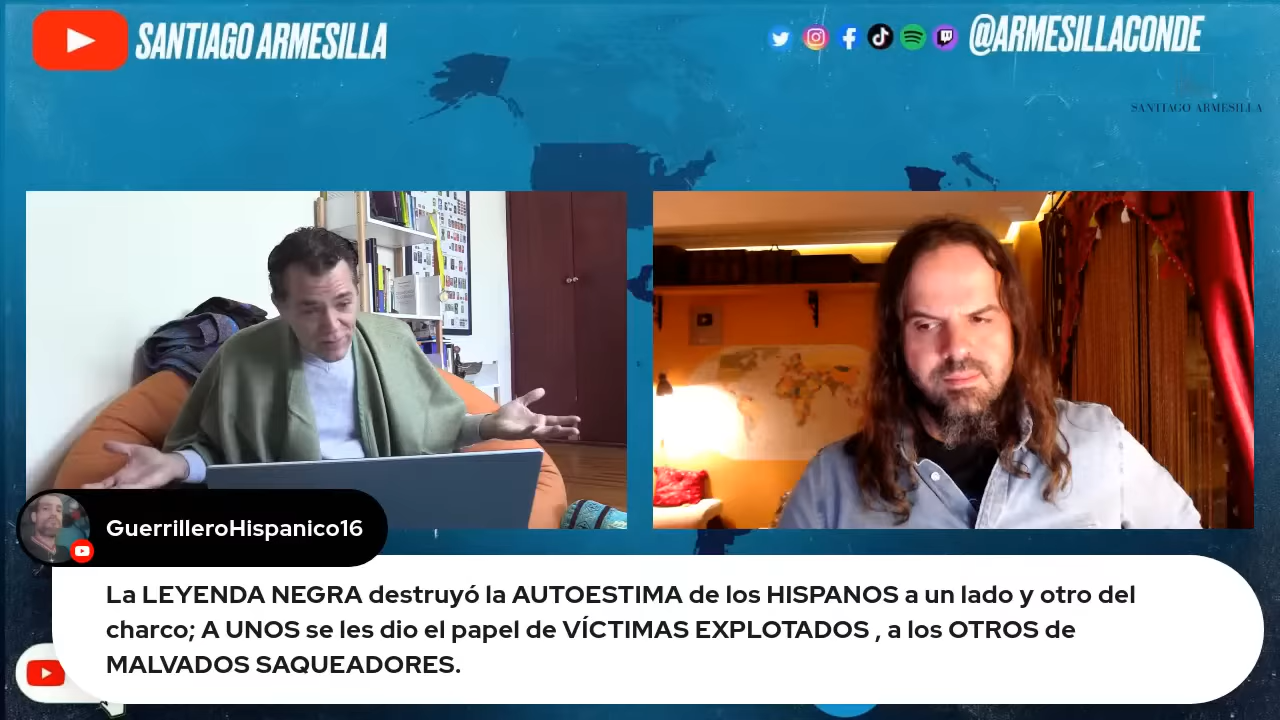 SANTIAGO ARMESILLA
@ARMESILLACONDE
SANTIAGO ARMESILLA
GuerrilleroHispanico16
La LEYENDA NEGRA destruyó la AUTOESTIMA de los HISPANOS a un lado y otro del
charco; A UNOS se les dio el papel de VÍCTIMAS EXPLOTADOS , a los OTROS de
MALVADOS SAQUEADORES.